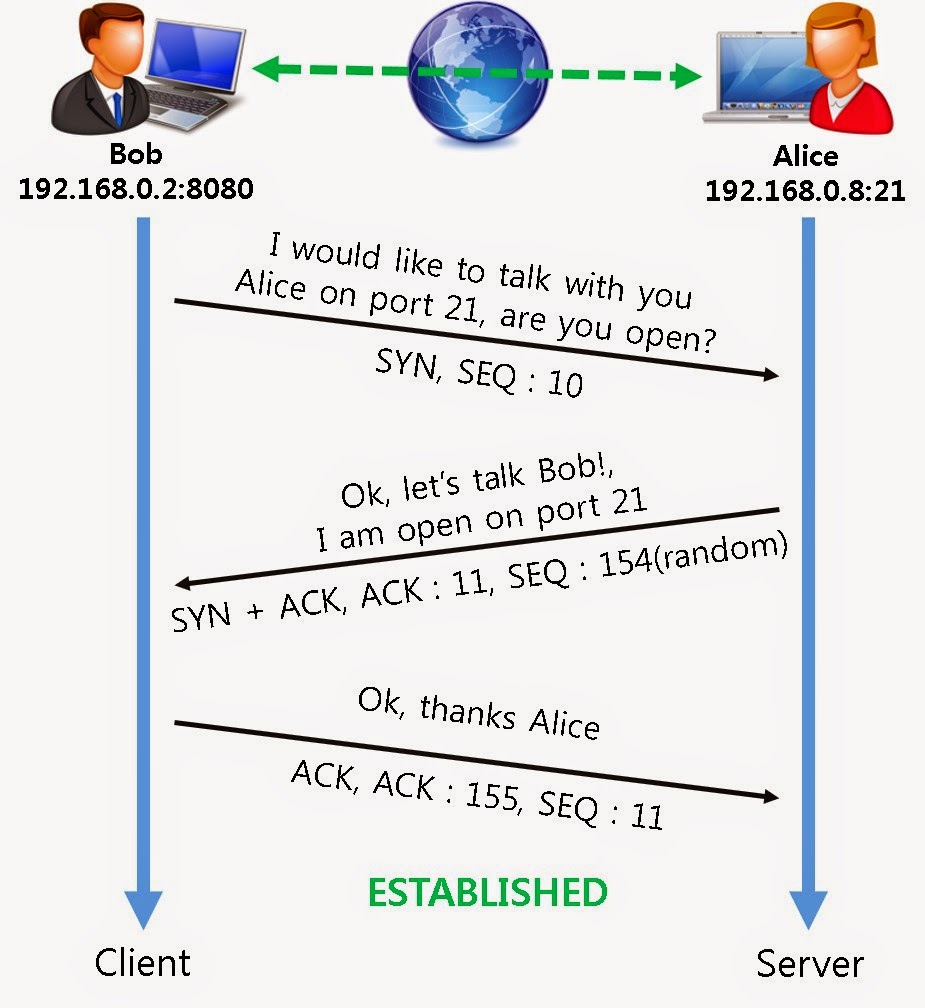 Bob
192.168.0.2:8080
Alice
192.168.0.8:21
I would like to talk with you
Alice on port 21, are you open?
SYN, SEQ : 10
Ok, let's talk Bob!,
I am open on port 21
SYN + ACK, ACK : 11, SEQ : 154(random)
Ok, thanks Alice
ACK, ACK : 155, SEQ : 11
ESTABLISHED
Client
Server